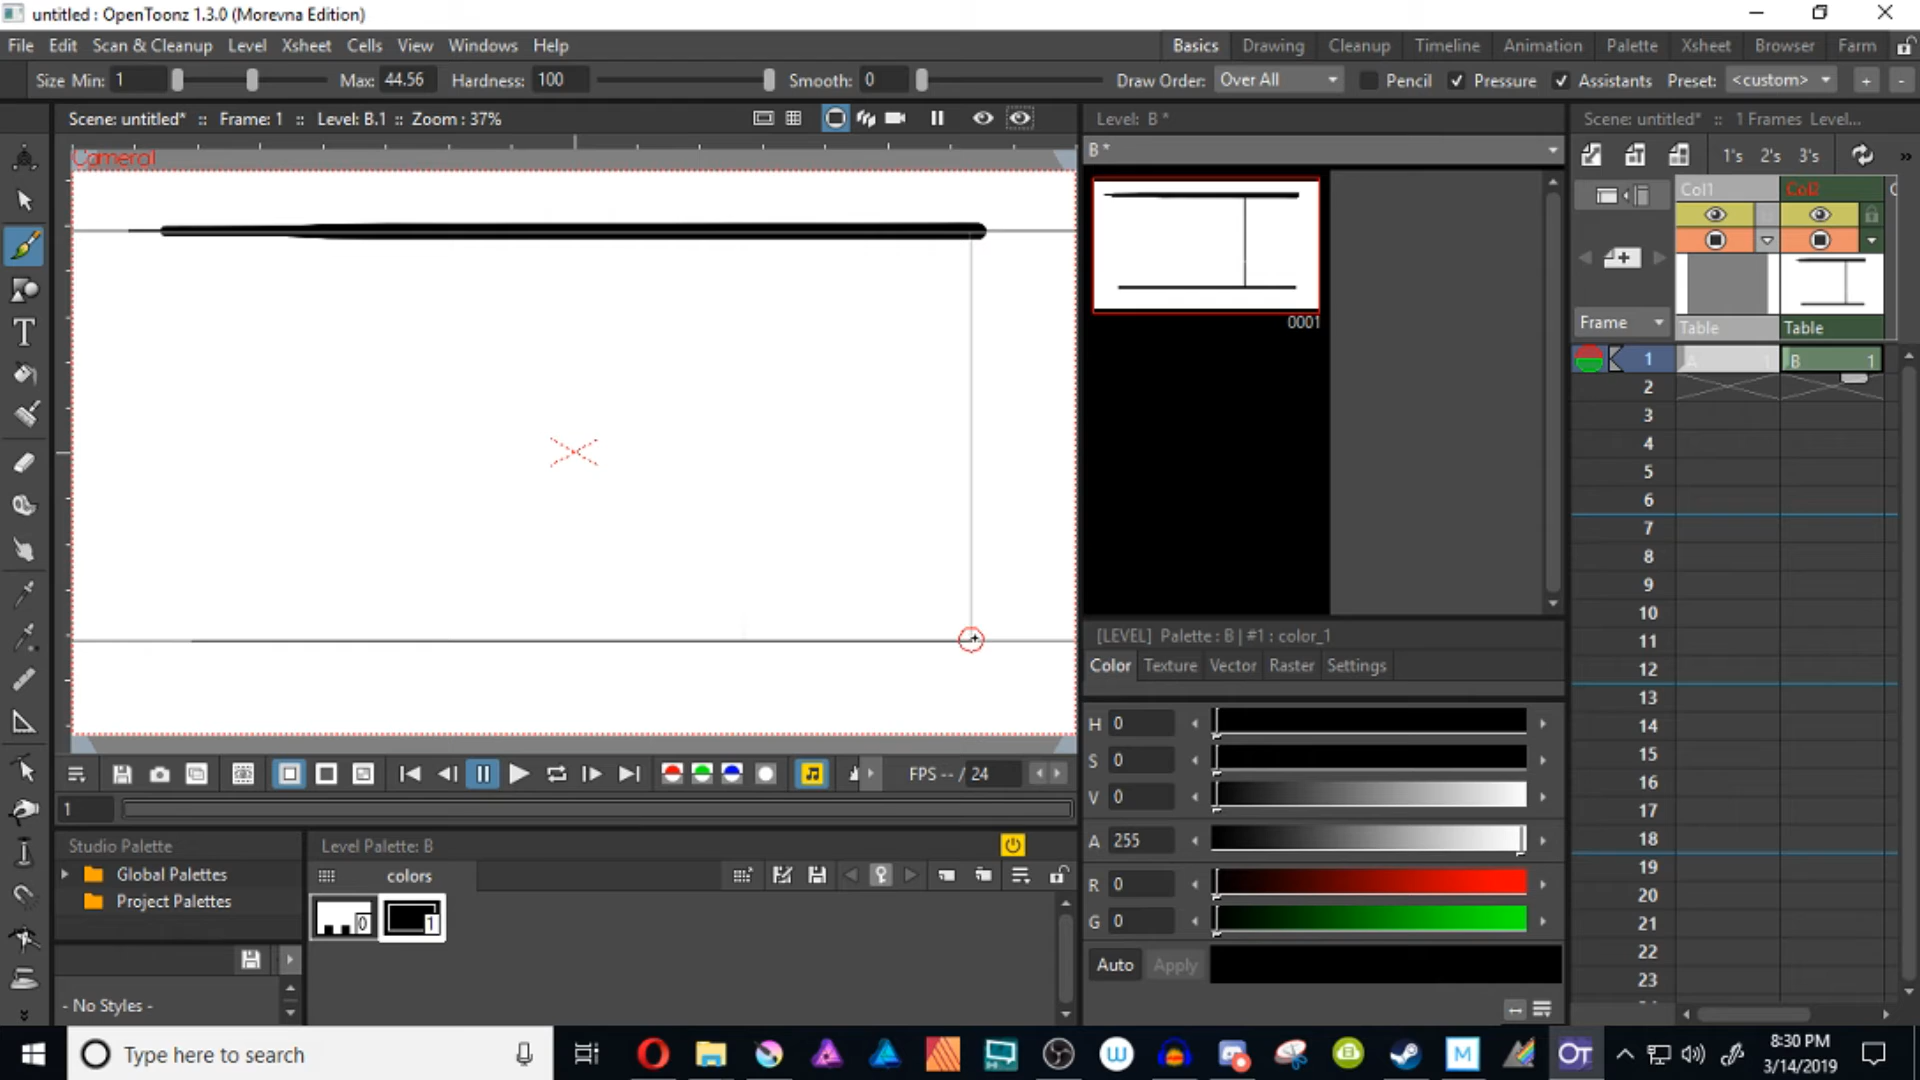 untitled : OpenToonz 1.3.0 (Morevna Edition)
File Edit Scan & Cleanup Level Xsheet Cells View Windows Help
Basics Drawing Cleanup Timeline Animation Palette Xsheet Browser Farm
Size Min: 1 Max: 44.56 Hardness: 100 Smooth: 0 Draw Order: Over All Pencil Pressure Assistants Preset: <custom> + -
Scene: untitled* :: Frame: 1 :: Level: B.1 :: Zoom : 37%
Level: B *
Scene: untitled* :: 1 Frames Level...
B *
1's 2's 3's »
Camera1
Col1 Col2
0001
Frame
Table Table
1 A 1 B 1
2
3
4
5
6
7
8
9
10
11
12
13
14
15
16
17
18
19
20
21
22
23
[LEVEL] Palette : B | #1 : color_1
Color Texture Vector Raster Settings
H 0
S 0
V 0
A 255
R 0
G 0
Auto Apply
FPS -- / 24
1
Studio Palette
Global Palettes
Project Palettes
- No Styles -
Level Palette: B
colors
0 1
Type here to search
8:30 PM
3/14/2019